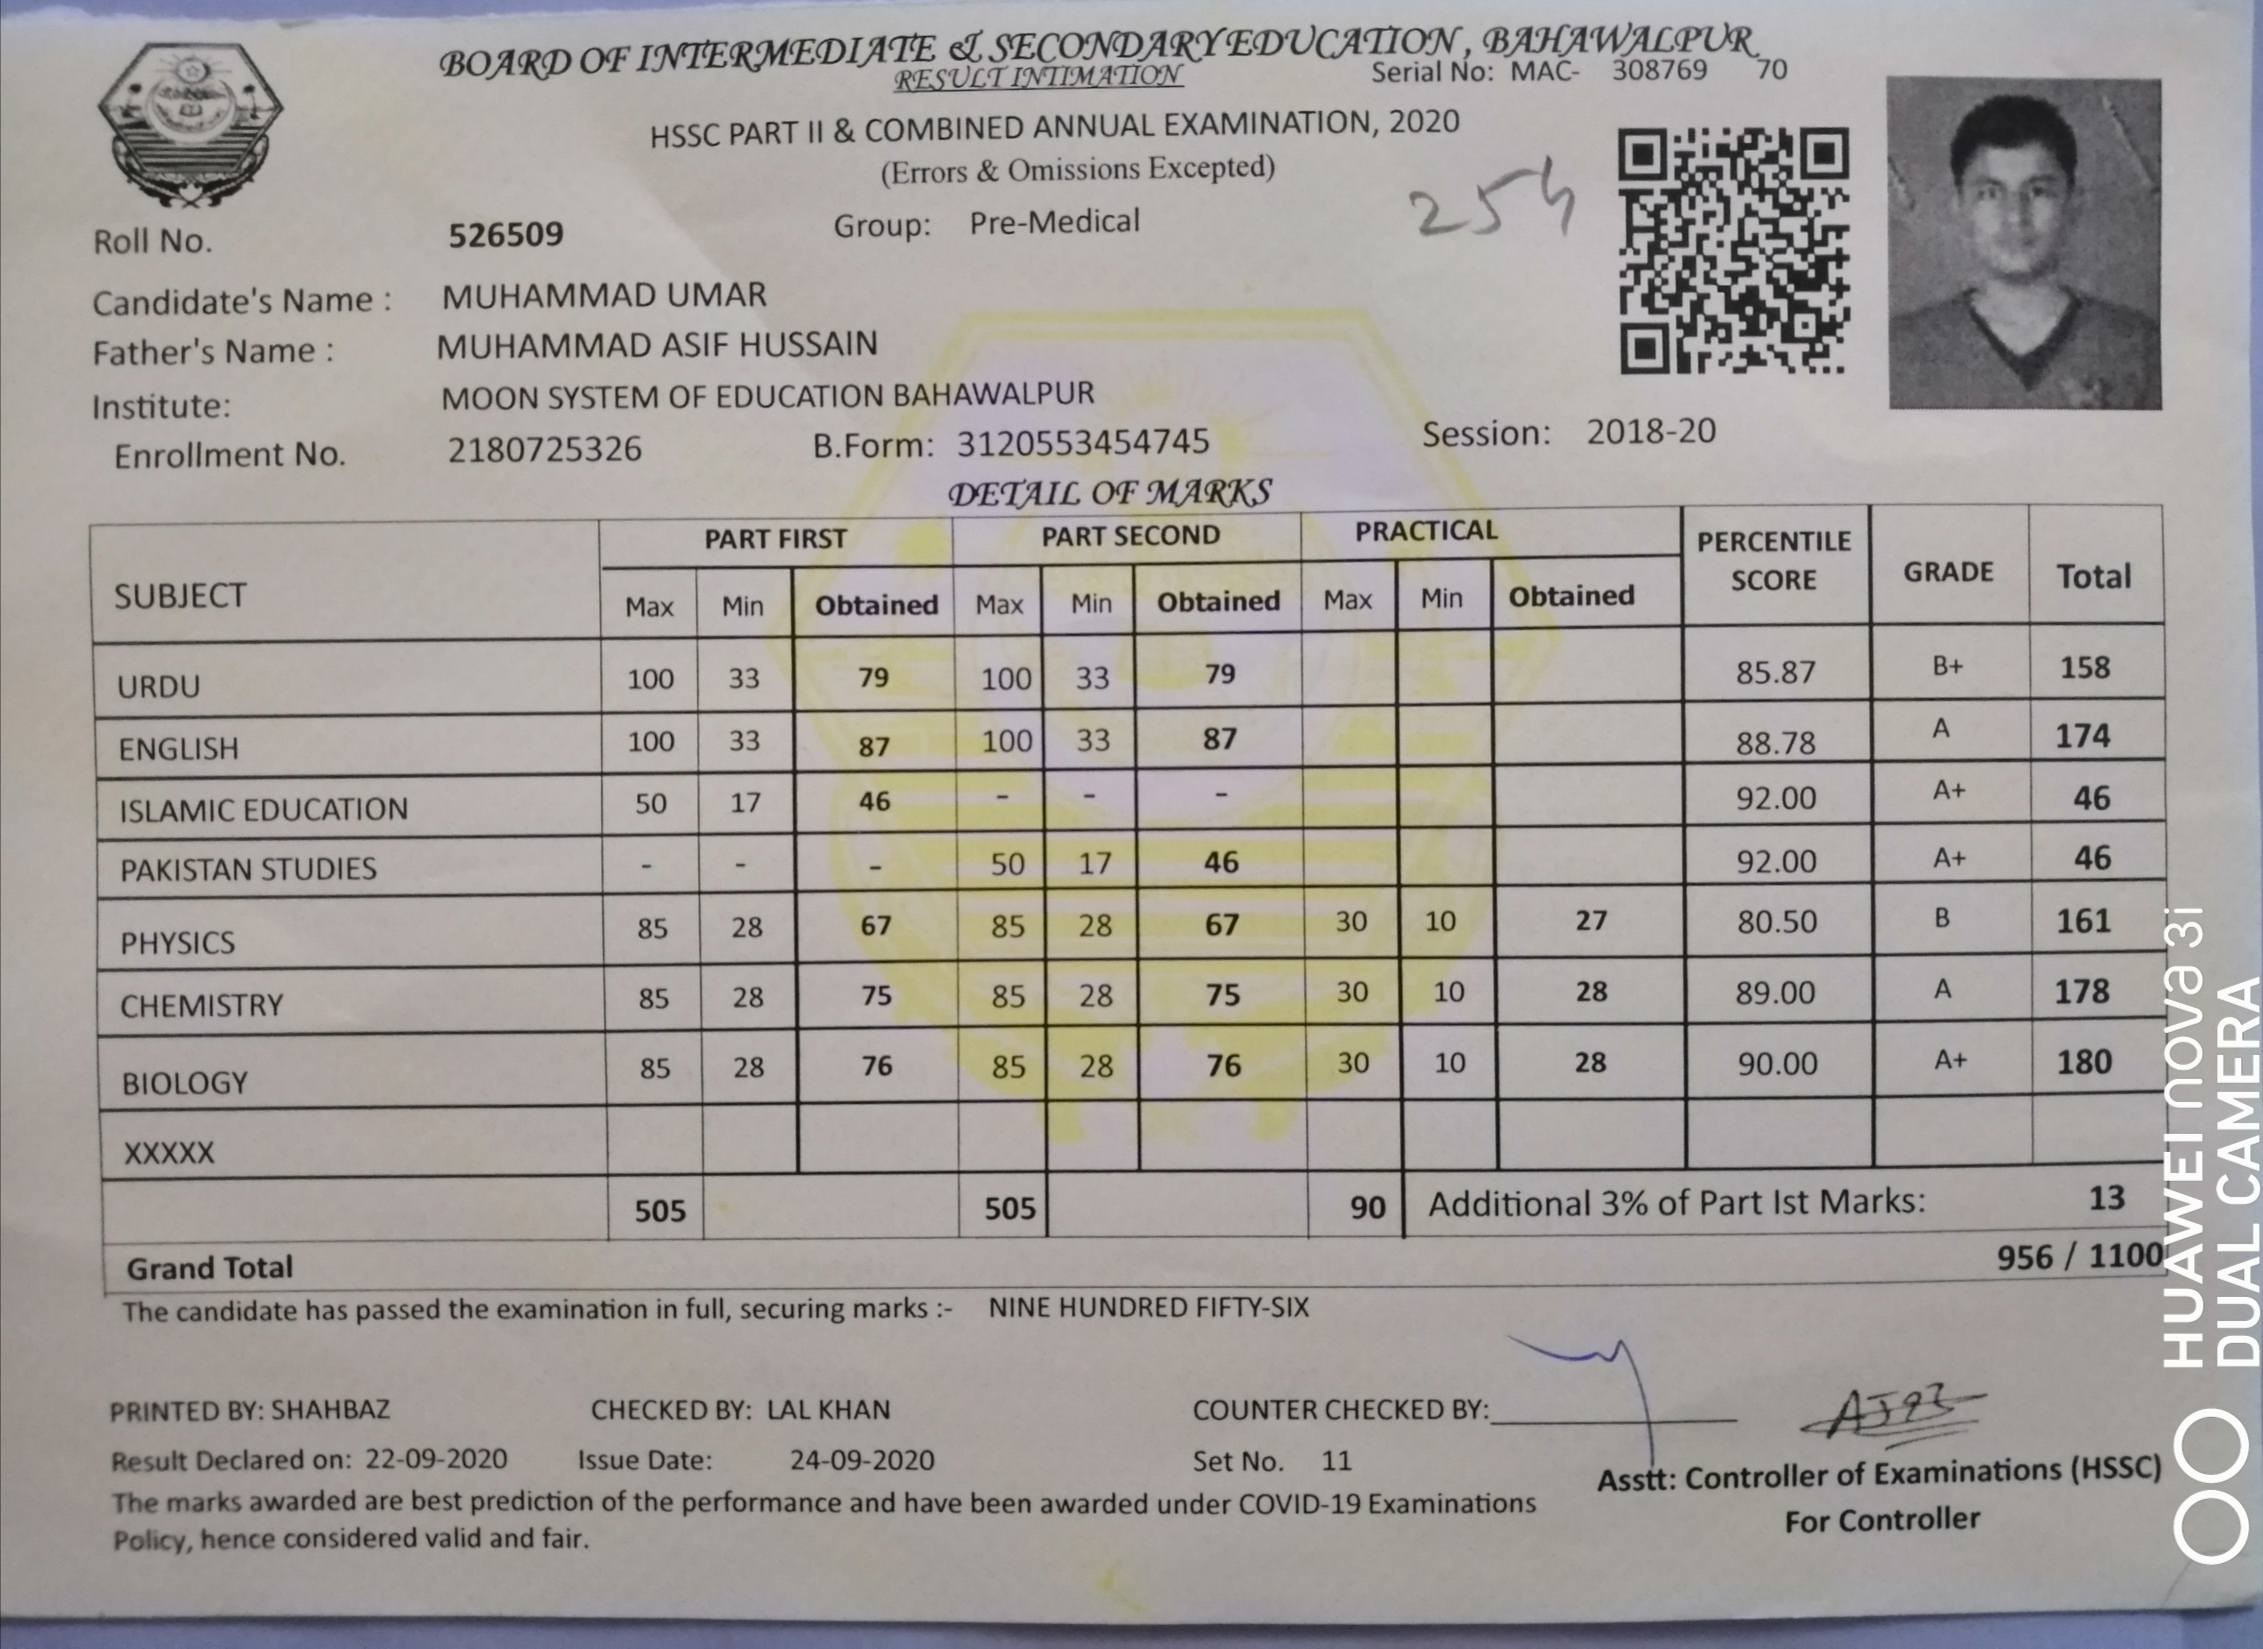 BOARD OF INTERMEDIATE & SECONDARY EDUCATION, BAHAWALPUR
RESULT INTIMATION
Serial No: MAC- 308769 70
HSSC PART II & COMBINED ANNUAL EXAMINATION, 2020
(Errors & Omissions Excepted)
254
Roll No. 526509 Group: Pre-Medical
Candidate's Name : MUHAMMAD UMAR
Father's Name : MUHAMMAD ASIF HUSSAIN
Institute: MOON SYSTEM OF EDUCATION BAHAWALPUR
Enrollment No. 2180725326 B.Form: 3120553454745 Session: 2018-20
DETAIL OF MARKS
SUBJECT PART FIRST PART SECOND PRACTICAL PERCENTILE SCORE GRADE Total
Max Min Obtained Max Min Obtained Max Min Obtained
URDU 100 33 79 100 33 79 85.87 B+ 158
ENGLISH 100 33 87 100 33 87 88.78 A 174
ISLAMIC EDUCATION 50 17 46 - - - 92.00 A+ 46
PAKISTAN STUDIES - - - 50 17 46 92.00 A+ 46
PHYSICS 85 28 67 85 28 67 30 10 27 80.50 B 161
CHEMISTRY 85 28 75 85 28 75 30 10 28 89.00 A 178
BIOLOGY 85 28 76 85 28 76 30 10 28 90.00 A+ 180
XXXXX
505 505 90 Additional 3% of Part Ist Marks: 13
Grand Total 956 / 1100
The candidate has passed the examination in full, securing marks :- NINE HUNDRED FIFTY-SIX
PRINTED BY: SHAHBAZ CHECKED BY: LAL KHAN COUNTER CHECKED BY:
Result Declared on: 22-09-2020 Issue Date: 24-09-2020 Set No. 11
Asstt: Controller of Examinations (HSSC)
For Controller
The marks awarded are best prediction of the performance and have been awarded under COVID-19 Examinations
Policy, hence considered valid and fair.
HUAWEI nova 3i
DUAL CAMERA